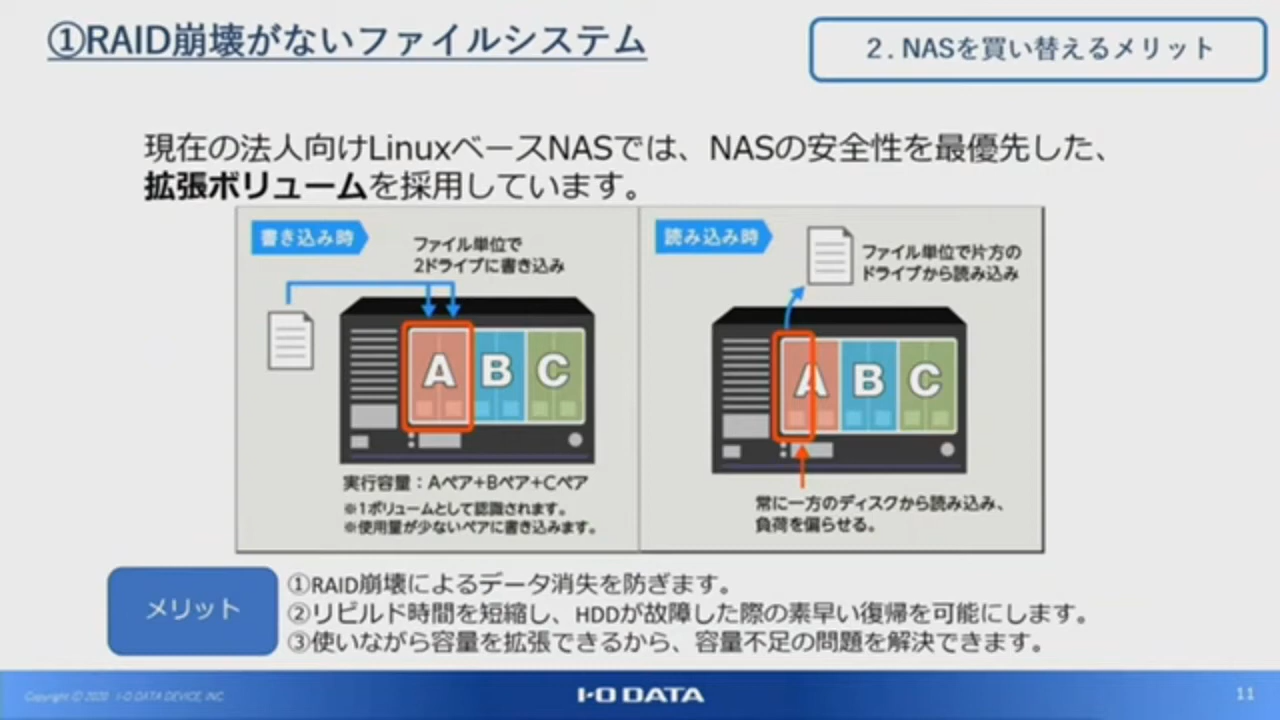 ①RAID崩壊がないファイルシステム
2．NASを買い替えるメリット
現在の法人向けLinuxベースNASでは、NASの安全性を最優先した、
拡張ボリュームを採用しています。
書き込み時
ファイル単位で
2ドライブに書き込み
A B C
実行容量：Aペア+Bペア+Cペア
※1ボリュームとして認識されます。
※使用量が少ないペアに書き込みます。
読み込み時
ファイル単位で片方の
ドライブから読み込み
A B C
常に一方のディスクから読み込み、
負荷を偏らせる。
メリット
①RAID崩壊によるデータ消失を防ぎます。
②リビルド時間を短縮し、HDDが故障した際の素早い復帰を可能にします。
③使いながら容量を拡張できるから、容量不足の問題を解決できます。
Copyright © 2020 I-O DATA DEVICE, INC.
I-O DATA
11